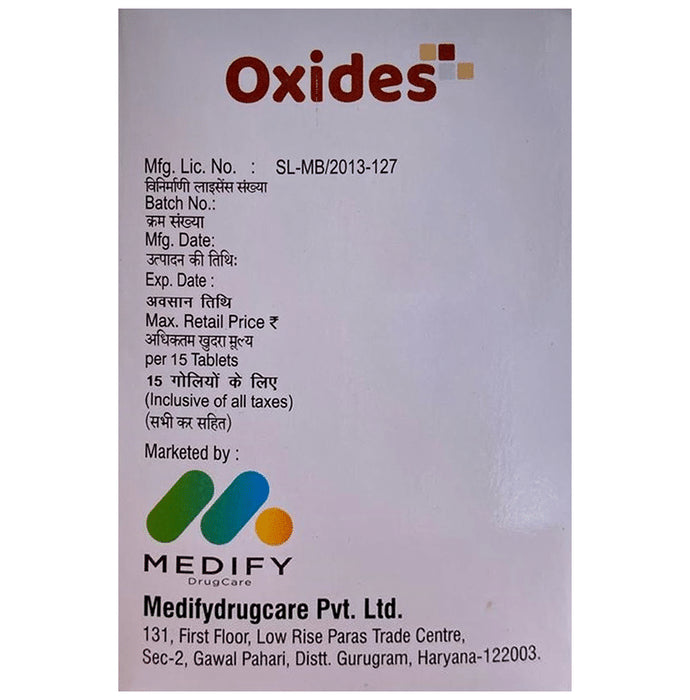 Oxides
Mfg. Lic. No. : SL-MB/2013-127
विनिर्माणी लाइसेंस संख्या
Batch No.:
क्रम संख्या
Mfg. Date:
उत्पादन की तिथि:
Exp. Date :
अवसान तिथि
Max. Retail Price ₹
अधिकतम खुदरा मूल्य
per 15 Tablets
15 गोलियों के लिए
(Inclusive of all taxes)
(सभी कर सहित)
Marketed by :
MEDIFY
DrugCare
Medifydrugcare Pvt. Ltd.
131, First Floor, Low Rise Paras Trade Centre,
Sec-2, Gawal Pahari, Distt. Gurugram, Haryana-122003.